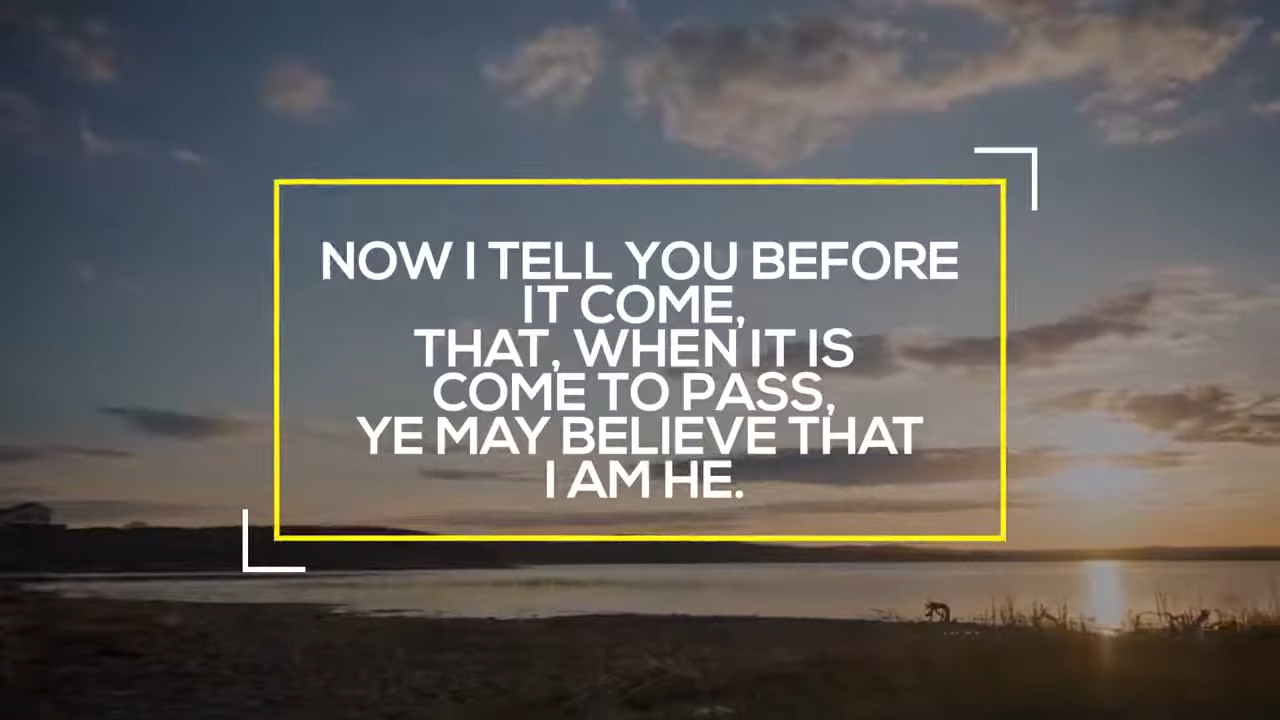 NOW I TELL YOU BEFORE
IT COME,
THAT, WHEN IT IS
COME TO PASS,
YE MAY BELIEVE THAT
I AM HE.